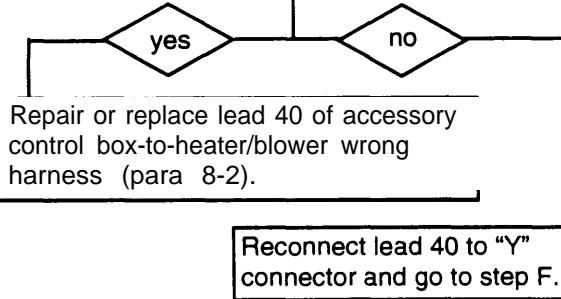 yes
no
Repair or replace lead 40 of accessory
control box-to-heater/blower wrong
harness (para 8-2).
Reconnect lead 40 to “Y”
connector and go to step F.